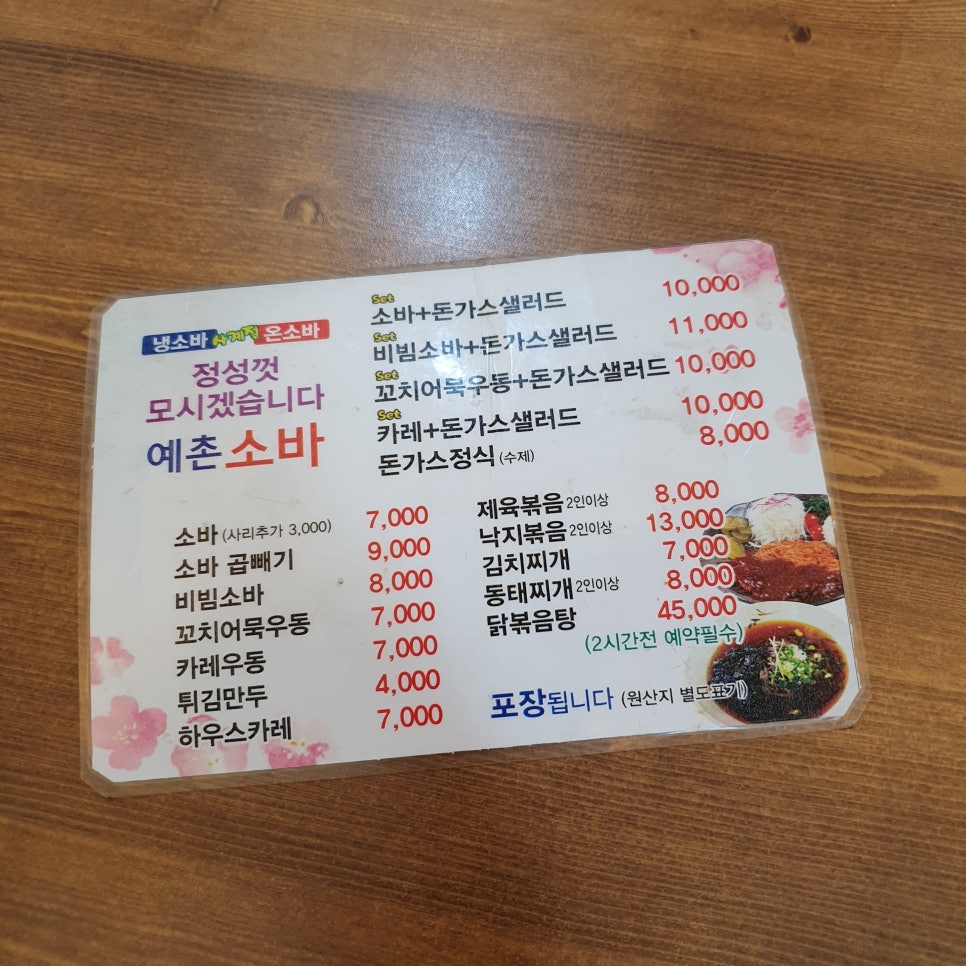 냉소바 사계절 온소바
정성껏
모시겠습니다
예촌 소바
Set
소바+돈가스샐러드 10,000
Set
비빔소바+돈가스샐러드 11,000
Set
꼬치어묵우동+돈가스샐러드 10,000
Set
카레+돈가스샐러드 10,000
돈가스정식 (수제) 8,000
소바 (사리추가 3,000) 7,000
소바 곱빼기 9,000
비빔소바 8,000
꼬치어묵우동 7,000
카레우동 7,000
튀김만두 4,000
하우스카레 7,000
제육볶음 2인이상 8,000
낙지볶음 2인이상 13,000
김치찌개 7,000
동태찌개 2인이상 8,000
닭볶음탕 45,000
(2시간전 예약필수)
포장됩니다 (원산지 별도표기)